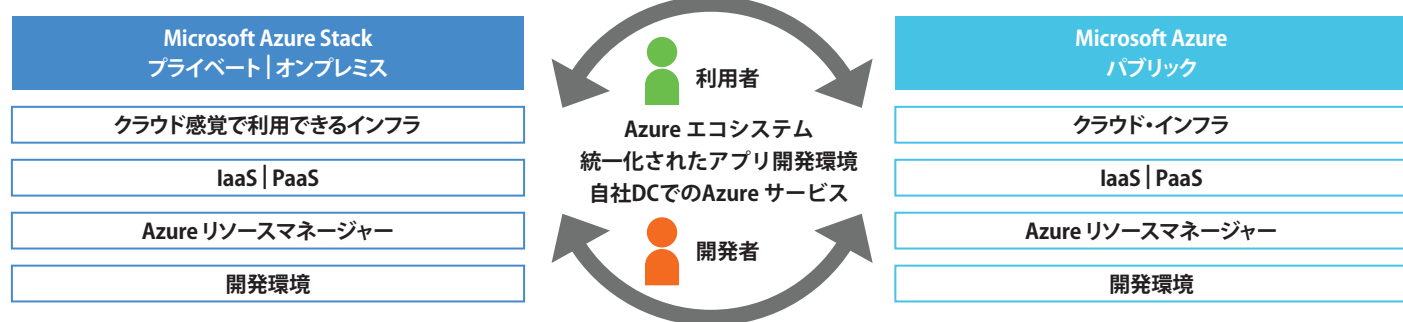 Microsoft Azure Stack
プライベート｜オンプレミス
クラウド感覚で利用できるインフラ
IaaS｜PaaS
Azure リソースマネージャー
開発環境
利用者
Azure エコシステム
統一化されたアプリ開発環境
自社DCでのAzure サービス
開発者
Microsoft Azure
パブリック
クラウド・インフラ
IaaS｜PaaS
Azure リソースマネージャー
開発環境